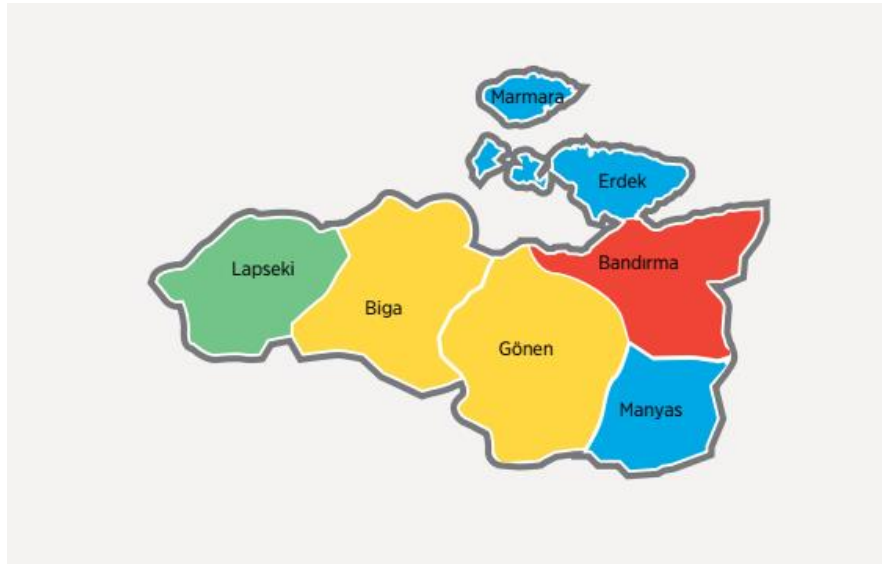 Marmara
Erdek
Bandırma
Lapseki
Biga
Gönen
Manyas